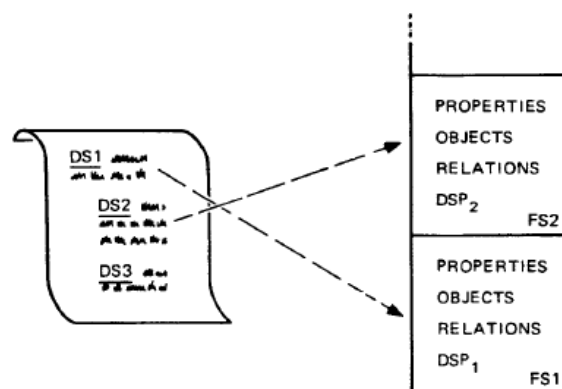 DS1
DS2
DS3
PROPERTIES
OBJECTS
RELATIONS
DSP2
FS2
PROPERTIES
OBJECTS
RELATIONS
DSP1
FS1